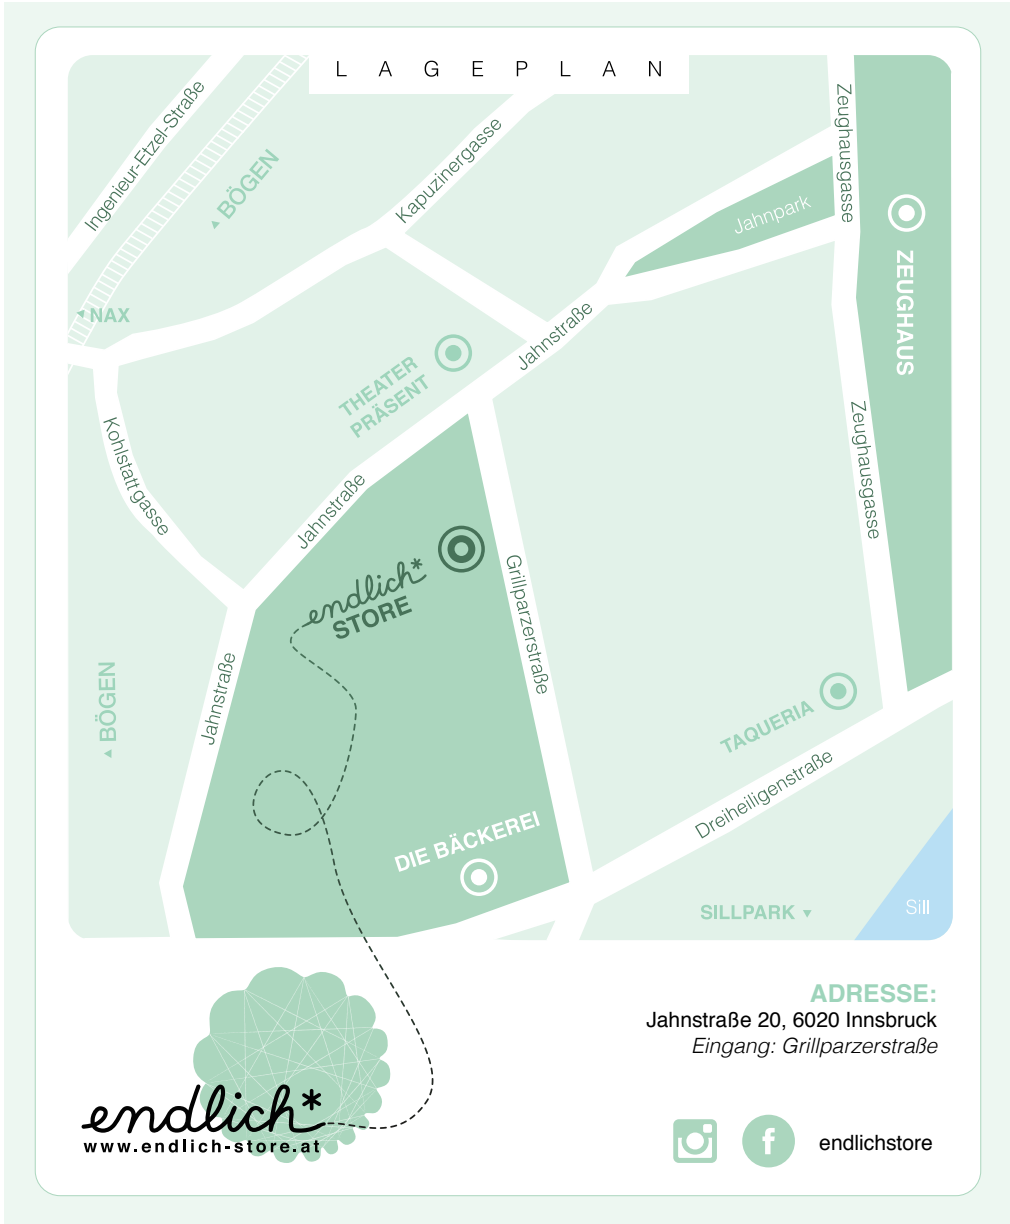 L A G E P L A N
Ingenieur-Etzel-Straße
BÖGEN
Kapuzinergasse
Zeughausgasse
Jahnpark
ZEUGHAUS
NAX
Jahnstraße
THEATER
PRÄSENT
Kohlstattgasse
Jahnstraße
Zeughausgasse
endlich*
STORE
Grillparzerstraße
Jahnstraße
BÖGEN
TAQUERIA
Dreiheiligenstraße
DIE BÄCKEREI
SILLPARK
Sill
ADRESSE:
Jahnstraße 20, 6020 Innsbruck
Eingang: Grillparzerstraße
endlich*
www.endlich-store.at
f
endlichstore